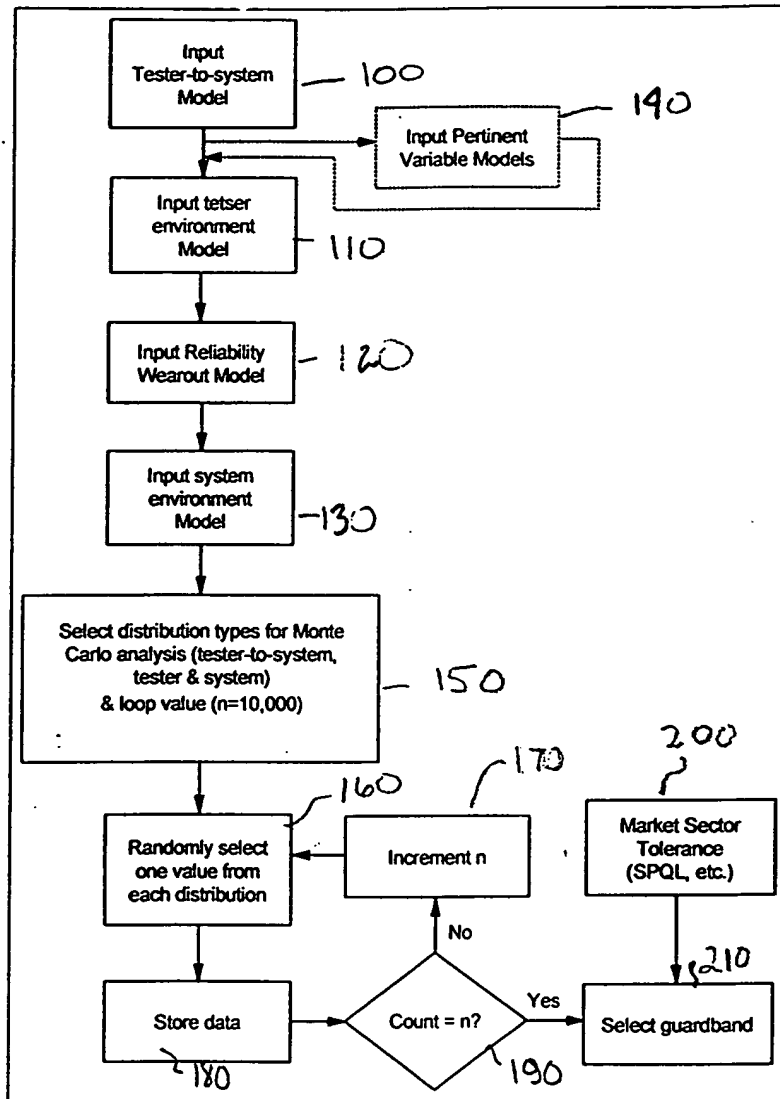 Input
Tester-to-system
Model
100
140
Input Pertinent
Variable Models
Input tetser
environment
Model
110
Input Reliability
Wearout Model
120
Input system
environment
Model
130
Select distribution types for Monte
Carlo analysis (tester-to-system,
tester & system)
& loop value (n=10,000)
150
160
Randomly select
one value from
each distribution
170
Increment n
200
Market Sector
Tolerance
(SPQL, etc.)
No
Store data
180
Count = n?
190
Yes
210
Select guardband